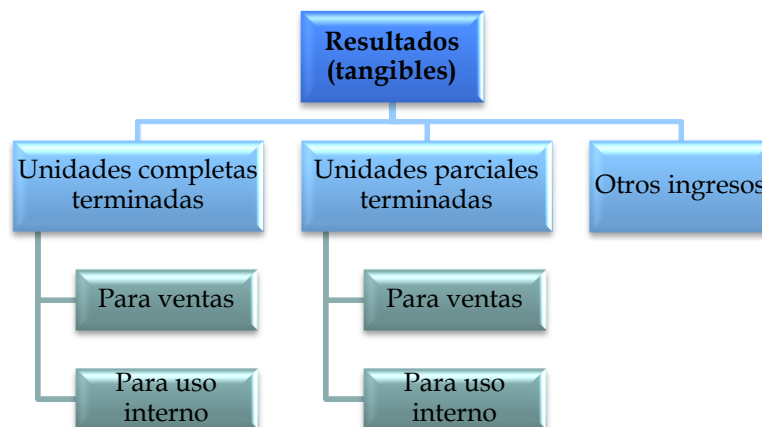 Resultados
(tangibles)
Unidades completas
terminadas
Unidades parciales
terminadas
Otros ingresos
Para ventas
Para uso
interno
Para ventas
Para uso
interno